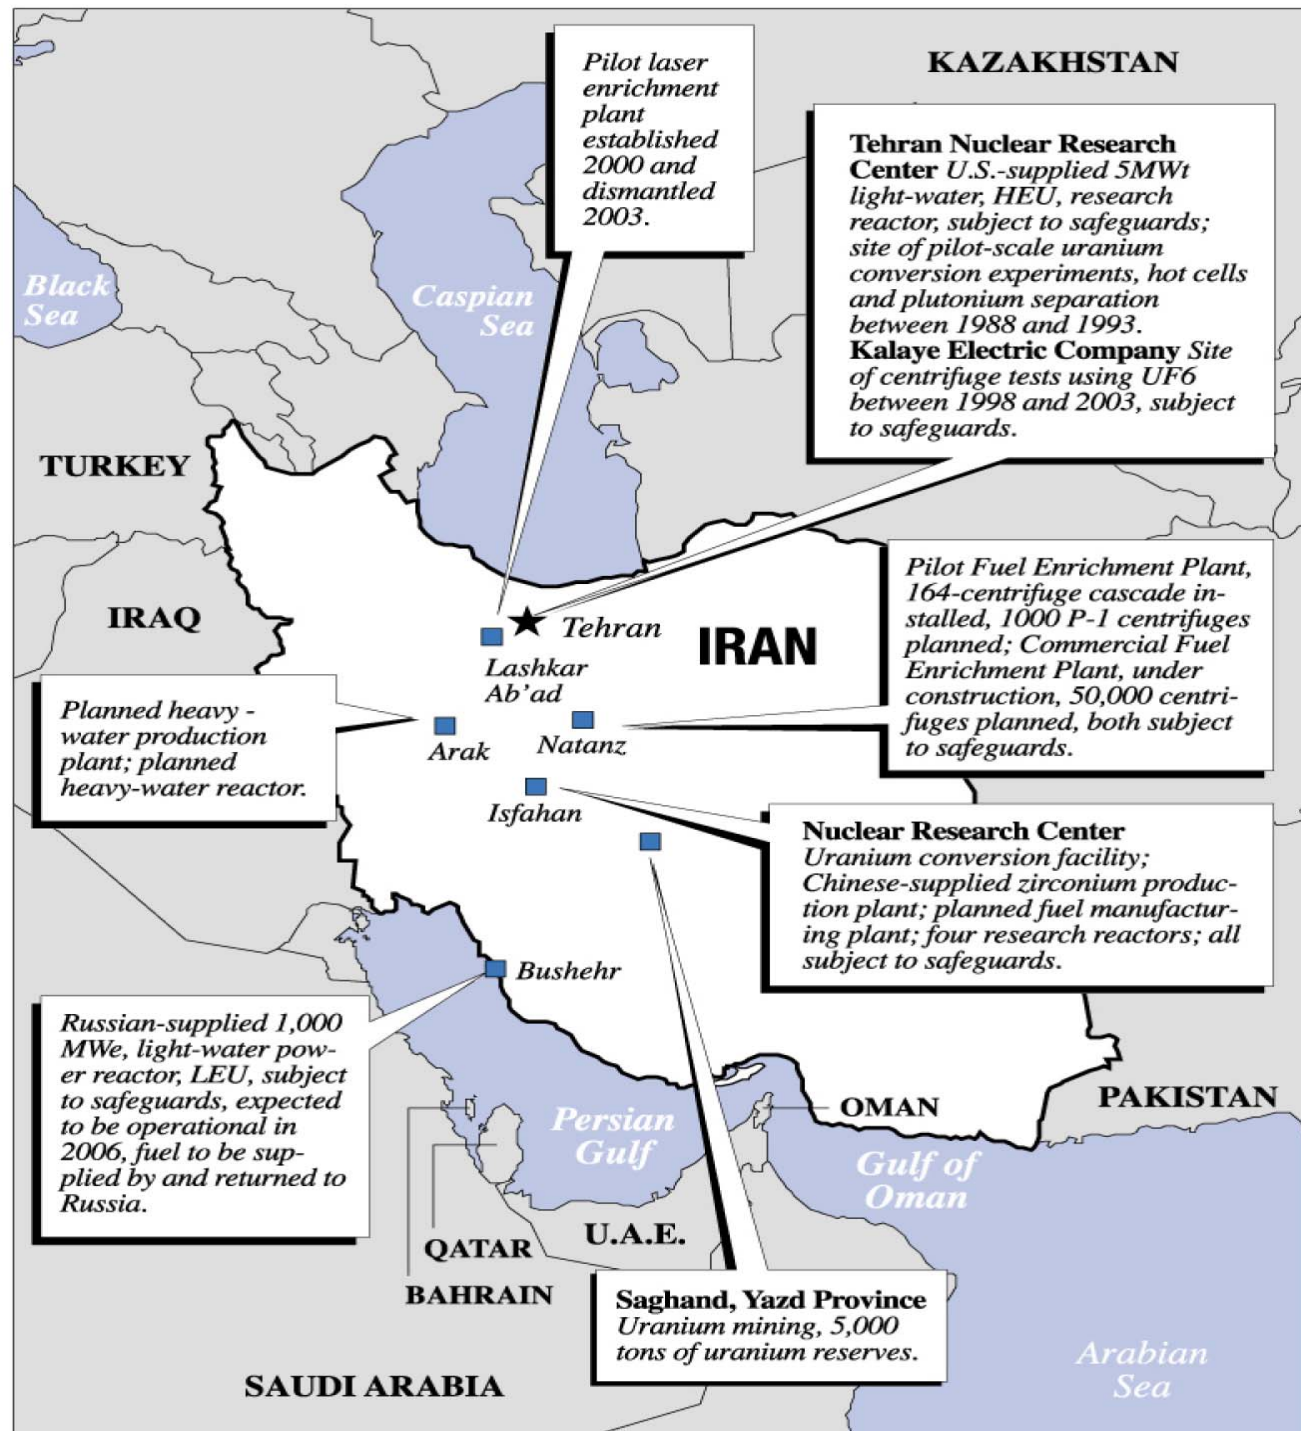 Pilot laser
enrichment
plant
established
2000 and
dismantled
2003.
KAZAKHSTAN
Tehran Nuclear Research
Center U.S.-supplied 5MWt
light-water, HEU, research
reactor, subject to safeguards;
site of pilot-scale uranium
conversion experiments, hot cells
and plutonium separation
between 1988 and 1993.
Kalaye Electric Company Site
of centrifuge tests using UF6
between 1998 and 2003, subject
to safeguards.
Black
Sea
Caspian
Sea
TURKEY
IRAQ
Tehran
IRAN
Lashkar
Ab'ad
Pilot Fuel Enrichment Plant,
164-centrifuge cascade in-
stalled, 1000 P-1 centrifuges
planned; Commercial Fuel
Enrichment Plant, under
construction, 50,000 centri-
fuges planned, both subject
to safeguards.
Planned heavy -
water production
plant; planned
heavy-water reactor.
Arak
Natanz
Isfahan
Nuclear Research Center
Uranium conversion facility;
Chinese-supplied zirconium produc-
tion plant; planned fuel manufactur-
ing plant; four research reactors; all
subject to safeguards.
Bushehr
Russian-supplied 1,000
MWe, light-water pow-
er reactor, LEU, subject
to safeguards, expected
to be operational in
2006, fuel to be sup-
plied by and returned to
Russia.
Persian
Gulf
OMAN
PAKISTAN
Gulf of
Oman
QATAR
BAHRAIN
U.A.E.
Saghand, Yazd Province
Uranium mining, 5,000
tons of uranium reserves.
SAUDI ARABIA
Arabian
Sea